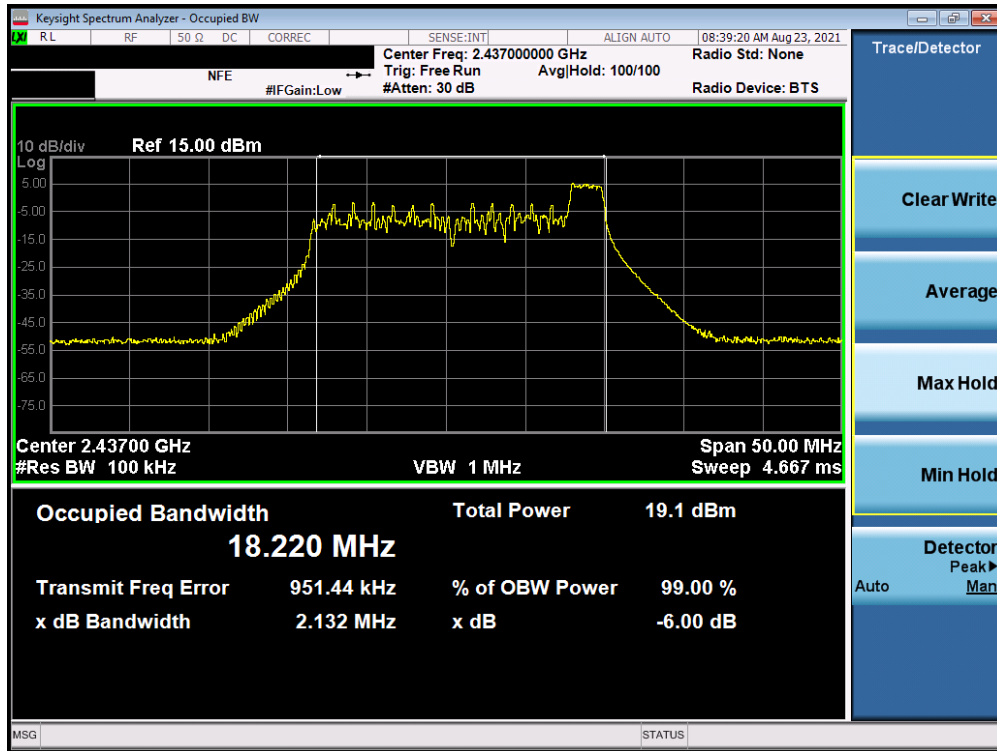 Keysight Spectrum Analyzer - Occupied BW
LXI RL RF 50 Ω DC CORREC SENSE:INT ALIGN AUTO 08:39:20 AM Aug 23, 2021
Center Freq: 2.437000000 GHz Radio Std: None
NFE Trig: Free Run Avg|Hold: 100/100
#IFGain:Low #Atten: 30 dB Radio Device: BTS
10 dB/div Ref 15.00 dBm
Log
5.00
-5.00
-15.0
-25.0
-35.0
-45.0
-55.0
-65.0
-75.0
Center 2.43700 GHz Span 50.00 MHz
#Res BW 100 kHz VBW 1 MHz Sweep 4.667 ms
Occupied Bandwidth Total Power 19.1 dBm
18.220 MHz
Transmit Freq Error 951.44 kHz % of OBW Power 99.00 %
x dB Bandwidth 2.132 MHz x dB -6.00 dB
MSG STATUS
Trace/Detector
Clear Write
Average
Max Hold
Min Hold
Detector
Peak▶
Auto Man